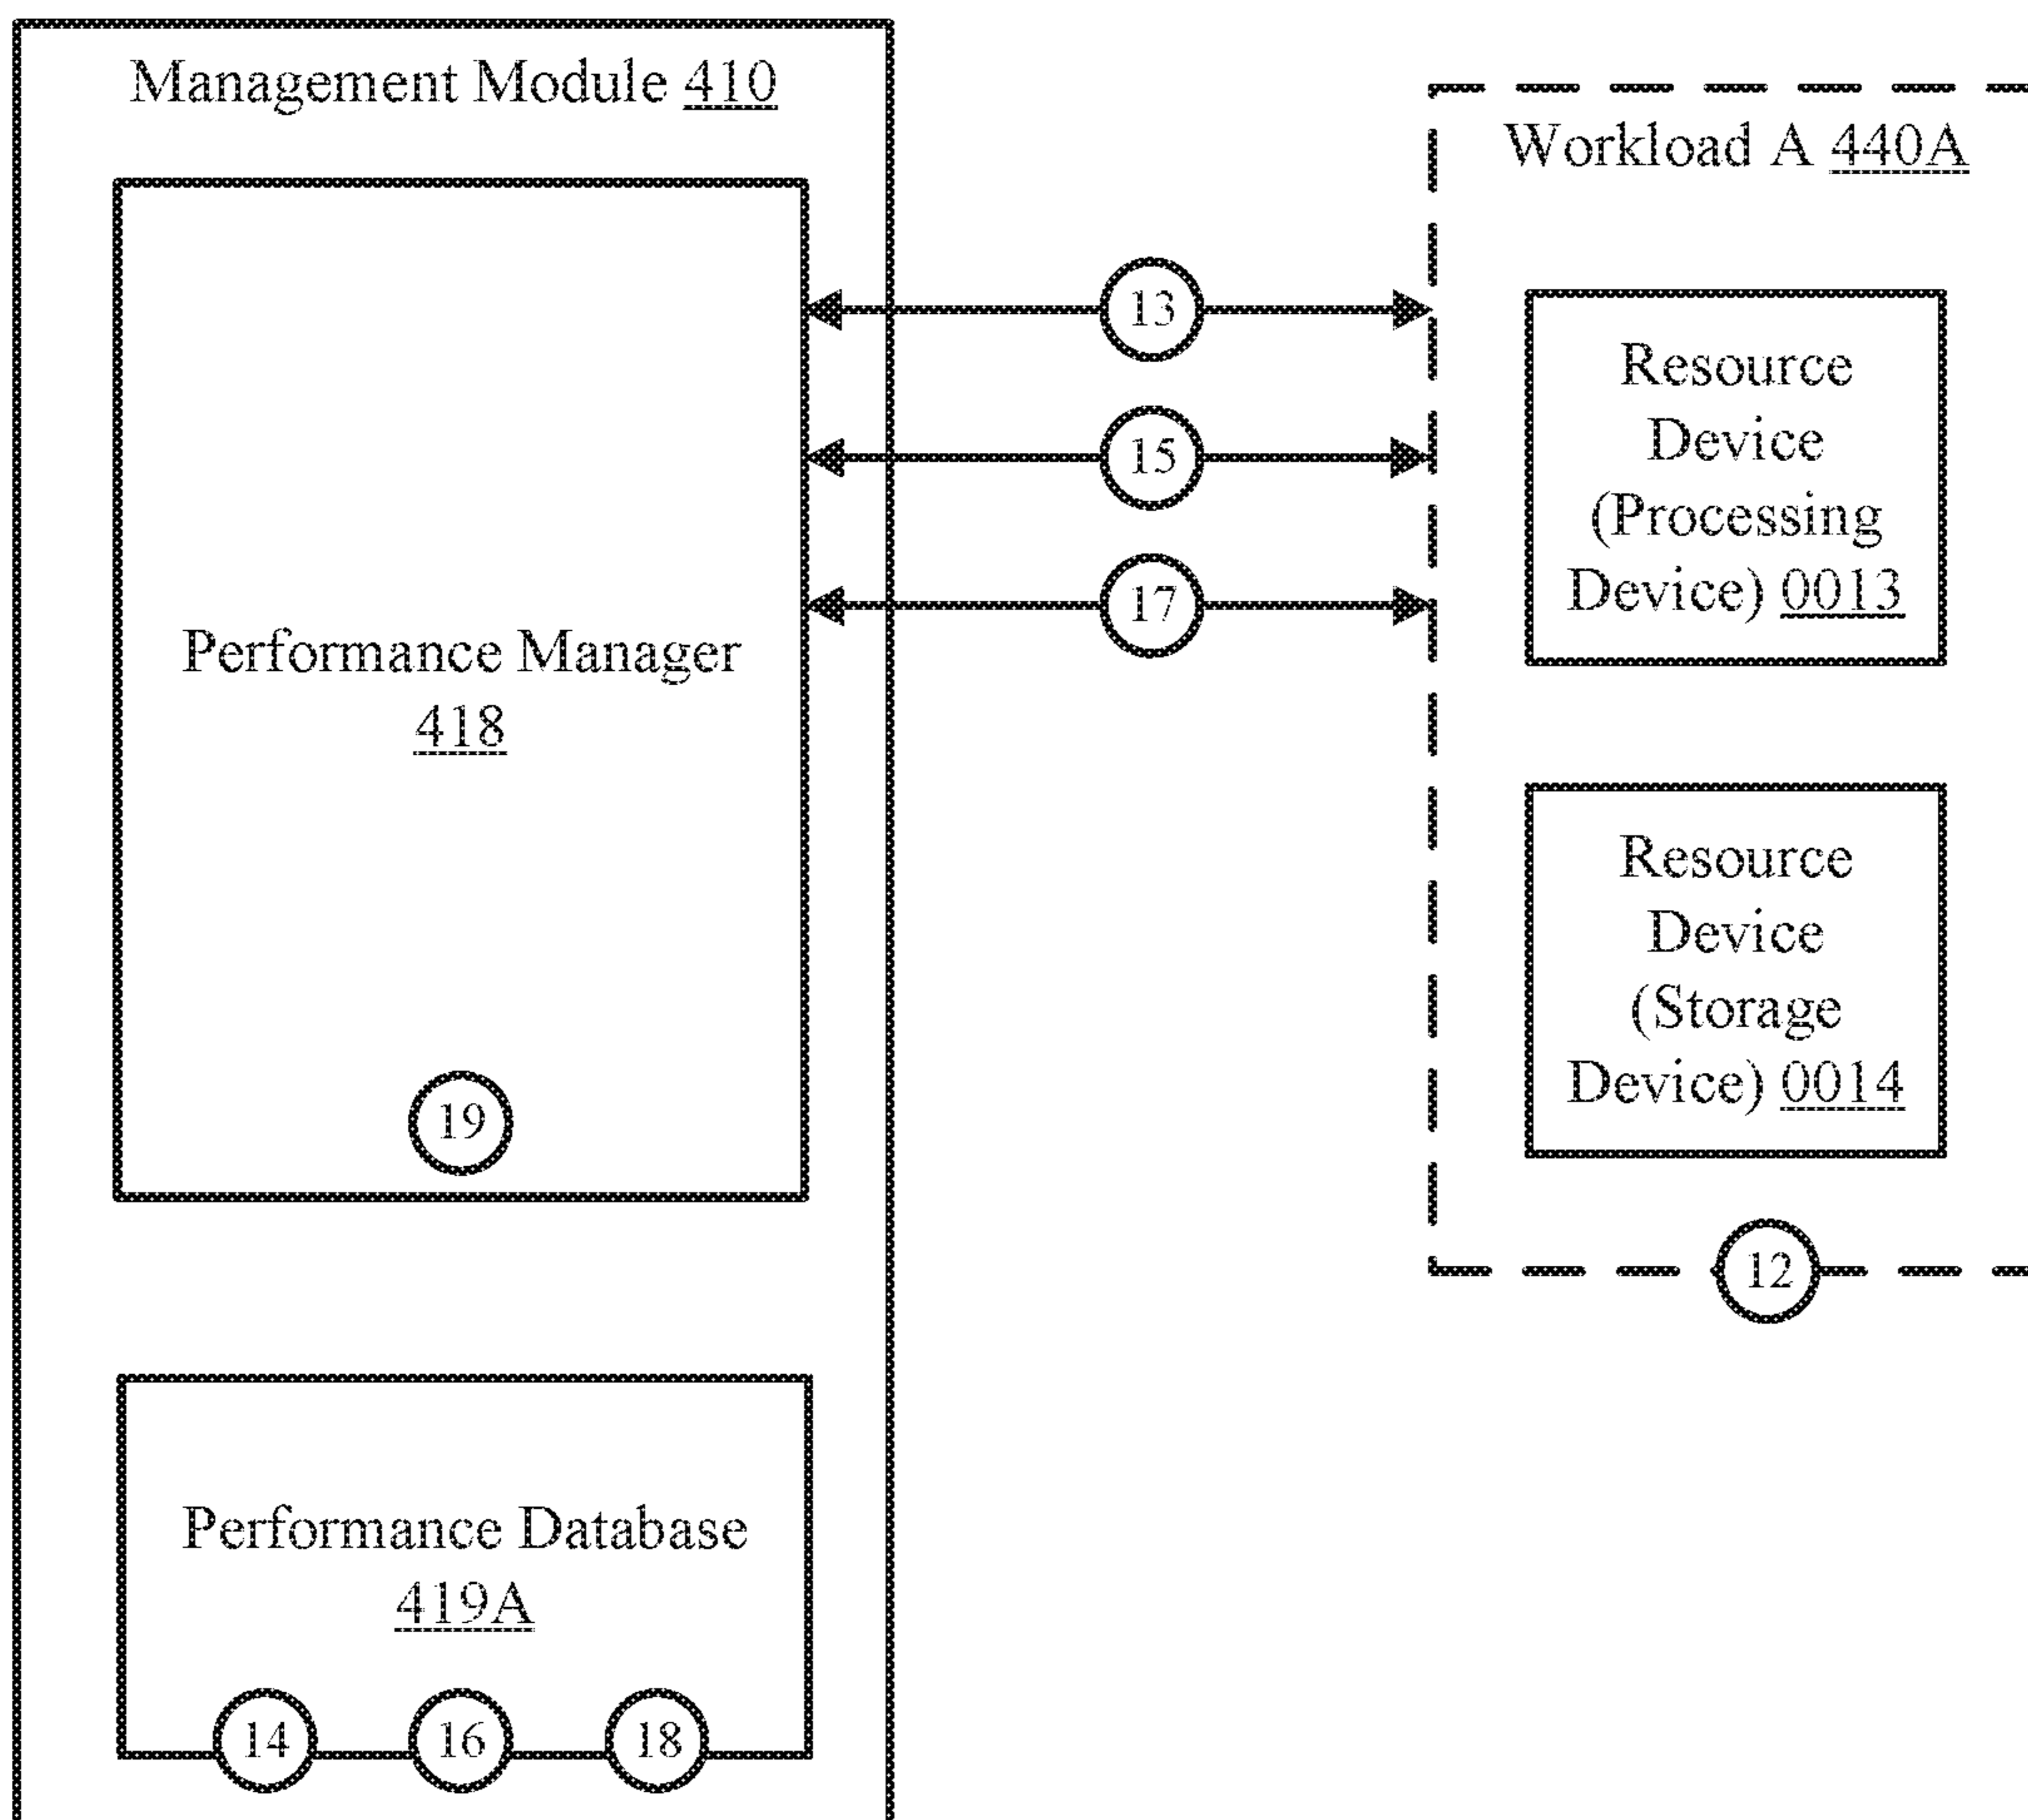 Management Module 410
Performance Manager
418
19
Performance Database
419A
14
16
18
13
15
17
Workload A 440A
Resource
Device
(Processing
Device) 0013
Resource
Device
(Storage
Device) 0014
12